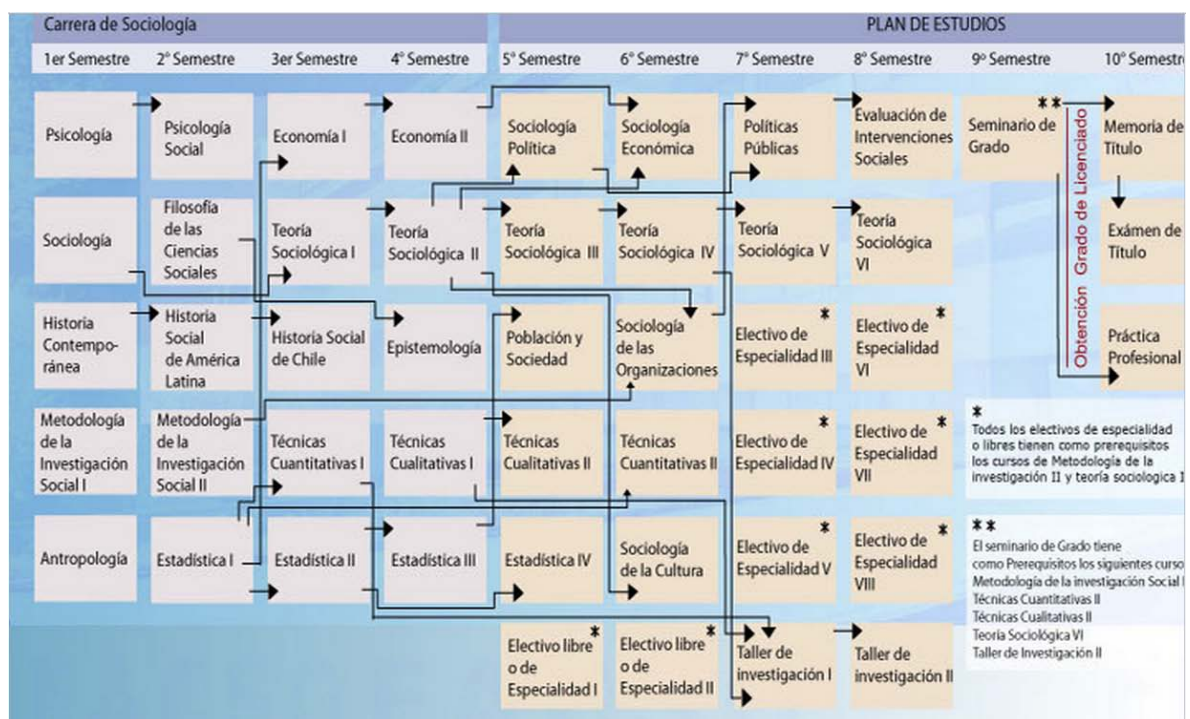 Carrera de Sociología
PLAN DE ESTUDIOS
1er Semestre
2° Semestre
3er Semestre
4° Semestre
5° Semestre
6° Semestre
7° Semestre
8° Semestre
9º Semestre
10° Semestr
Psicología
Psicología
Social
Economía I
Economía II
Sociología
Política
Sociología
Económica
Políticas
Públicas
Evaluación de
Intervenciones
Sociales
Seminario de
Grado
**
Memoria de
Título
Obtención Grado de Licenciado
Sociología
Filosofía
de las
Ciencias
Sociales
Teoría
Sociológica I
Teoría
Sociológica II
Teoría
Sociológica III
Teoría
Sociológica IV
Teoría
Sociológica V
Teoría
Sociológica
VI
Exámen de
Título
Historia
Contempo-
ránea
Historia
Social
de América
Latina
Historia Social
de Chile
Epistemología
Población y
Sociedad
Sociología
de las
Organizaciones
*
Electivo de
Especialidad III
*
Electivo de
Especialidad
VI
Práctica
Profesional
Metodología
de la
Investigación
Social I
Metodología
de la
Investigación
Social II
Técnicas
Cuantitativas I
Técnicas
Cualitativas I
Técnicas
Cualitativas II
Técnicas
Cuantitativas II
*
Electivo de
Especialidad IV
*
Electivo de
Especialidad
VII
*
Todos los electivos de especialidad
o libres tienen como prerequisitos
los cursos de Metodología de la
investigación II y teoría sociologica I
Antropología
Estadística I
Estadística II
Estadística III
Estadística IV
Sociología
de la Cultura
*
Electivo de
Especialidad V
*
Electivo de
Especialidad
VIII
**
El seminario de Grado tiene
como Prerequisitos los siguientes curso
Metodología de la investigación Social I
Técnicas Cuantitativas II
Técnicas Cualitativas II
Teoría Sociológica VI
Taller de Investigación II
*
Electivo libre
o de
Especialidad I
*
Electivo libre
o de
Especialidad II
Taller de
investigación I
Taller de
investigación II